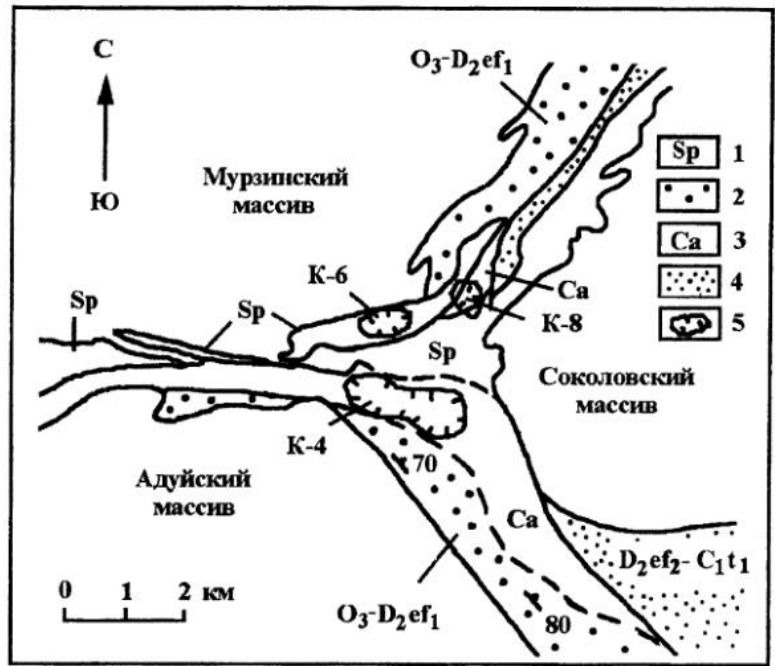 С
O₃-D₂ef₁
Ю
Мурзинский
массив
Sp 1
2
Ca 3
4
5
К-6
Sp
Sp
Ca
К-8
Sp
Соколовский
массив
К-4
70
Адуйский
массив
Ca
D₂ef₂- C₁t₁
0 1 2 км
O₃-D₂ef₁
80